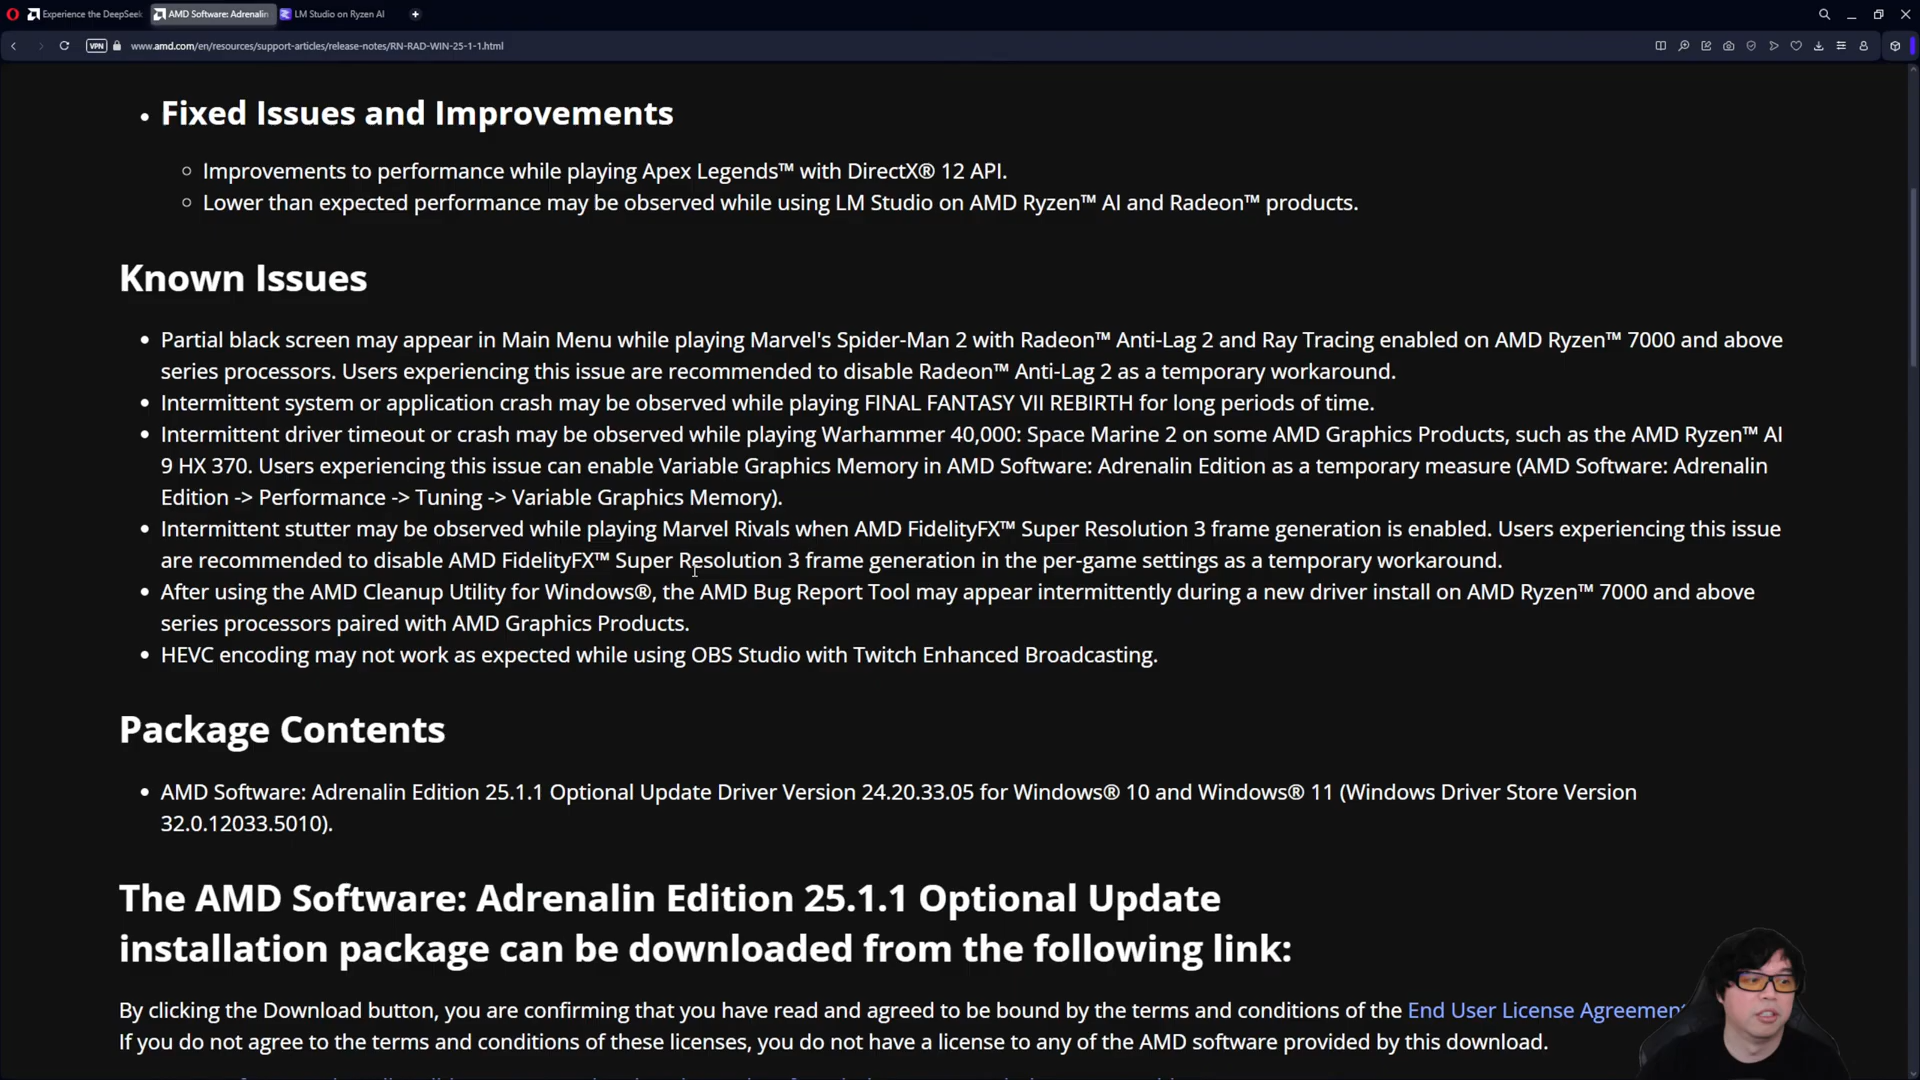 Experience the DeepSeek
AMD Software: Adrenalin
LM Studio on Ryzen AI
VPN
www.amd.com/en/resources/support-articles/release-notes/RN-RAD-WIN-25-1-1.html
• Fixed Issues and Improvements
○ Improvements to performance while playing Apex Legends™ with DirectX® 12 API.
○ Lower than expected performance may be observed while using LM Studio on AMD Ryzen™ AI and Radeon™ products.
Known Issues
• Partial black screen may appear in Main Menu while playing Marvel's Spider-Man 2 with Radeon™ Anti-Lag 2 and Ray Tracing enabled on AMD Ryzen™ 7000 and above
series processors. Users experiencing this issue are recommended to disable Radeon™ Anti-Lag 2 as a temporary workaround.
• Intermittent system or application crash may be observed while playing FINAL FANTASY VII REBIRTH for long periods of time.
• Intermittent driver timeout or crash may be observed while playing Warhammer 40,000: Space Marine 2 on some AMD Graphics Products, such as the AMD Ryzen™ AI
9 HX 370. Users experiencing this issue can enable Variable Graphics Memory in AMD Software: Adrenalin Edition as a temporary measure (AMD Software: Adrenalin
Edition -> Performance -> Tuning -> Variable Graphics Memory).
• Intermittent stutter may be observed while playing Marvel Rivals when AMD FidelityFX™ Super Resolution 3 frame generation is enabled. Users experiencing this issue
are recommended to disable AMD FidelityFX™ Super Resolution 3 frame generation in the per-game settings as a temporary workaround.
• After using the AMD Cleanup Utility for Windows®, the AMD Bug Report Tool may appear intermittently during a new driver install on AMD Ryzen™ 7000 and above
series processors paired with AMD Graphics Products.
• HEVC encoding may not work as expected while using OBS Studio with Twitch Enhanced Broadcasting.
Package Contents
• AMD Software: Adrenalin Edition 25.1.1 Optional Update Driver Version 24.20.33.05 for Windows® 10 and Windows® 11 (Windows Driver Store Version
32.0.12033.5010).
The AMD Software: Adrenalin Edition 25.1.1 Optional Update
installation package can be downloaded from the following link:
By clicking the Download button, you are confirming that you have read and agreed to be bound by the terms and conditions of the End User License Agreement
If you do not agree to the terms and conditions of these licenses, you do not have a license to any of the AMD software provided by this download.